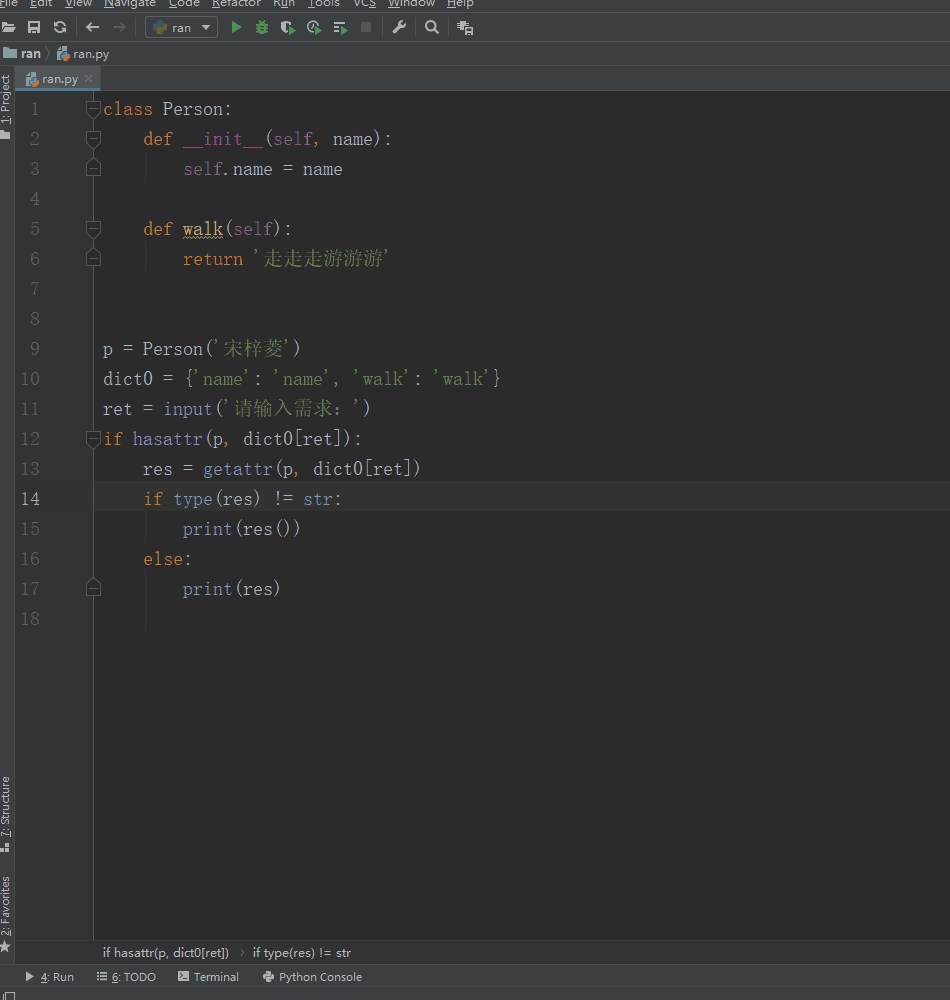 File Edit View Navigate Code Refactor Run Tools VCS Window Help
ran
ran ran.py
ran.py
1: Project
1 class Person:
2 def __init__(self, name):
3 self.name = name
4
5 def walk(self):
6 return '走走走游游游'
7
8
9 p = Person('宋梓菱')
10 dict0 = {'name': 'name', 'walk': 'walk'}
11 ret = input('请输入需求：')
12 if hasattr(p, dict0[ret]):
13 res = getattr(p, dict0[ret])
14 if type(res) != str:
15 print(res())
16 else:
17 print(res)
18
7: Structure
2: Favorites
if hasattr(p, dict0[ret]) › if type(res) != str
4: Run 6: TODO Terminal Python Console